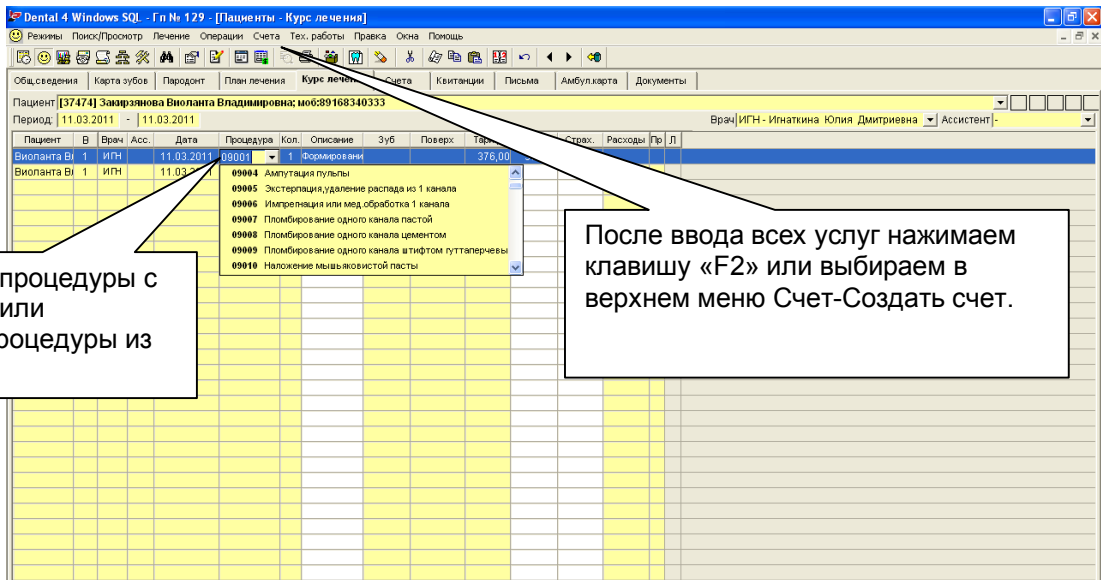 Dental 4 Windows SQL - Гп № 129 - [Пациенты - Курс лечения]
Режимы Поиск/Просмотр Лечение Операции Счета Тех. работы Правка Окна Помощь
Общ.сведения Карта зубов Пародонт План лечения Курс лечен Счета Квитанции Письма Амбул.карта Документы
Пациент [37474] Закирзянова Виоланта Владимировна; моб:89168340333
Период: 11.03.2011 - 11.03.2011 Врач ИГН - Игнаткина Юлия Дмитриевна Ассистент -
Пациент В Врач Асс. Дата Процедура Кол. Описание Зуб Поверх Тариф Страх. Расходы Пр Л
Виоланта Вл 1 ИГН 11.03.2011 09001 1 Формировани 376,00
Виоланта Вл 1 ИГН 11.03.2011
09004 Ампутация пульпы
09005 Экстерпация,удаление распада из 1 канала
09006 Импрегнация или мед.обработка 1 канала
09007 Пломбирование одного канала пастой
09008 Пломбирование одного канала цементом
09009 Пломбирование одного канала штифтом гуттаперчевы
09010 Наложение мышьяковистой пасты
процедуры с
или
роцедуры из
После ввода всех услуг нажимаем
клавишу «F2» или выбираем в
верхнем меню Счет-Создать счет.